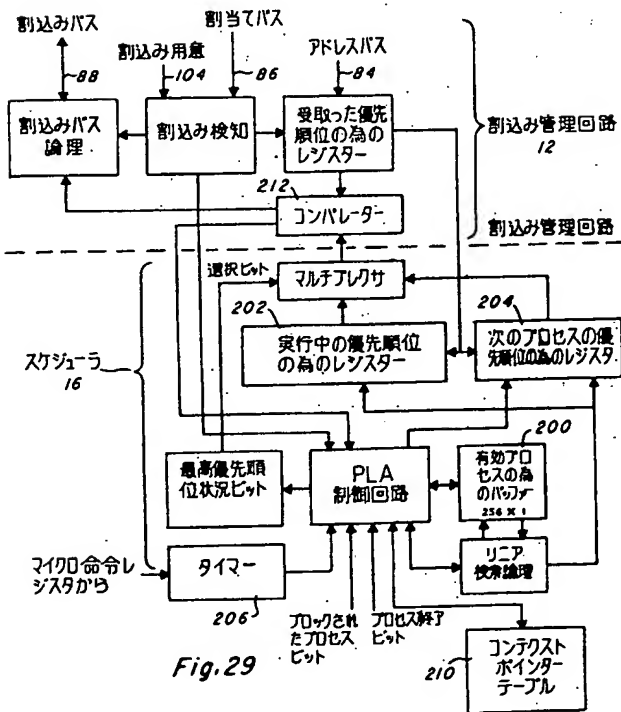 割込みバス
割込み用意
割当てバス
アドレスバス
88
104
86
84
割込みバス
論理
割込み検知
受取った優先
順位の為の
レジスター
割込み管理回路
12
212
コンパレーター
割込み管理回路
選択ビット
マルチプレクサ
202
204
スケジューラ
16
実行中の優先順位
の為のレジスター
次のプロセスの優
先順位の為のレジスタ
最高優先順
位状況ビット
PLA
制御回路
200
有効プロ
セスの為
のバッファ
256 × 1
マイクロ命令レ
ジスタから
タイマー
206
リニア
検索論理
ブロックされ
たプロセス
ビット
プロセス終了
ビット
210
コンテクスト
ポインター
テーブル
Fig.29